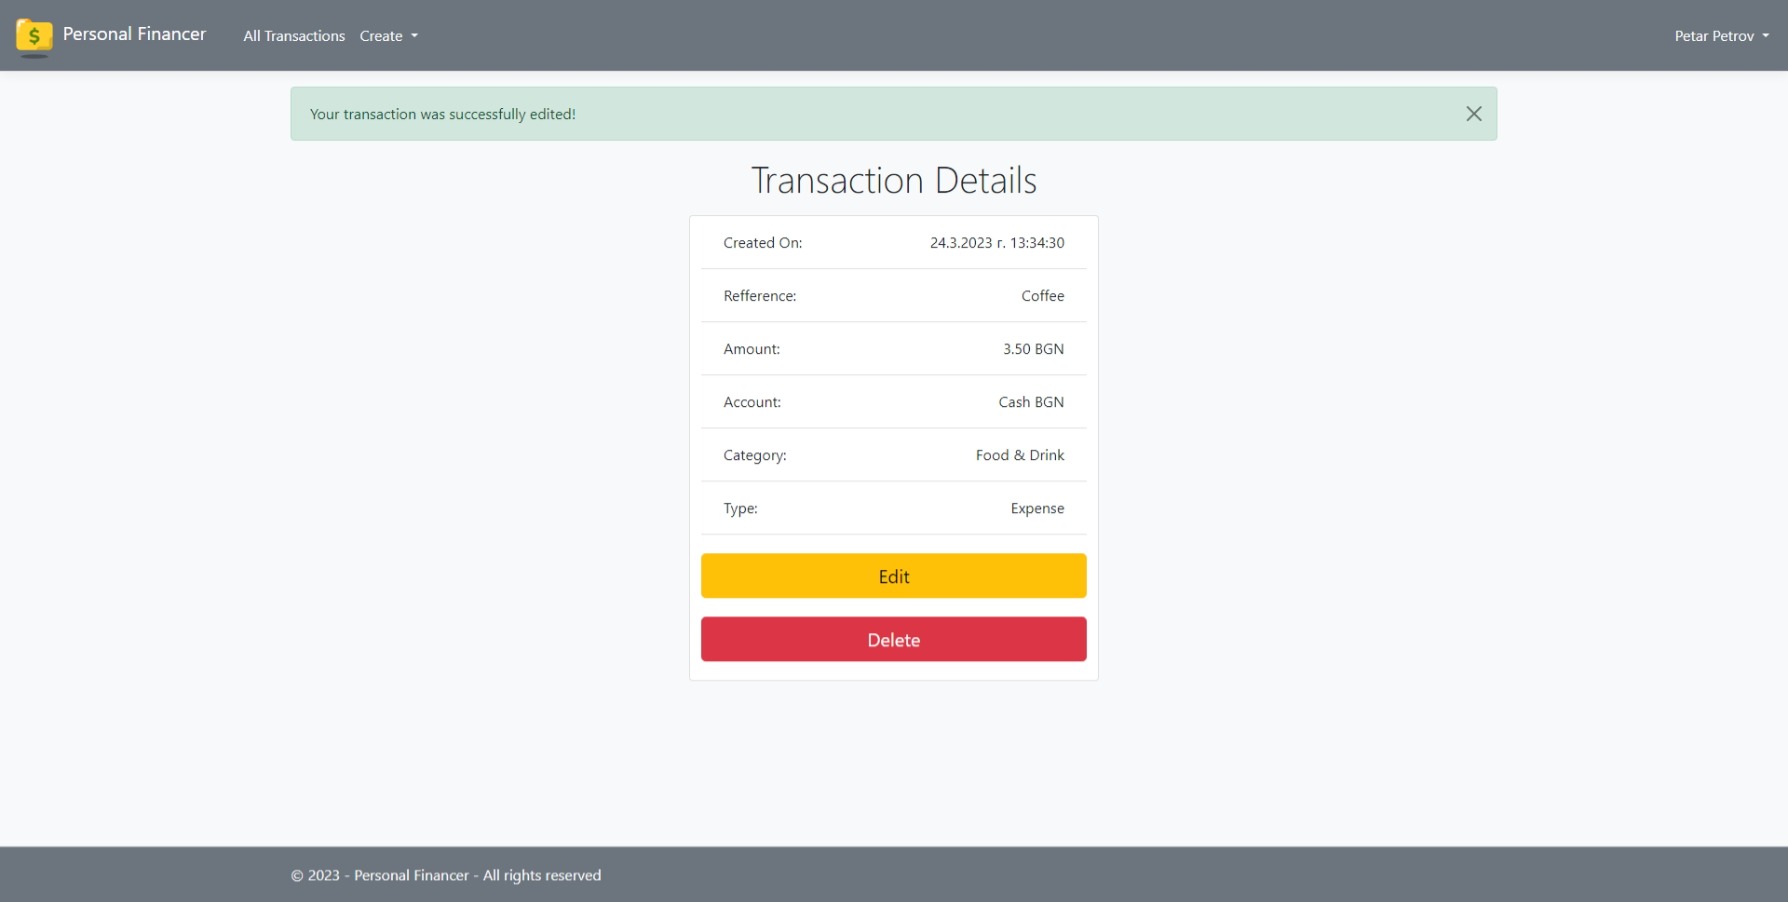 Personal Financer
All Transactions
Create
Petar Petrov
Your transaction was successfully edited!
Transaction Details
Created On: 24.3.2023 г. 13:34:30
Refference: Coffee
Amount: 3.50 BGN
Account: Cash BGN
Category: Food & Drink
Type: Expense
Edit
Delete
© 2023 - Personal Financer - All rights reserved